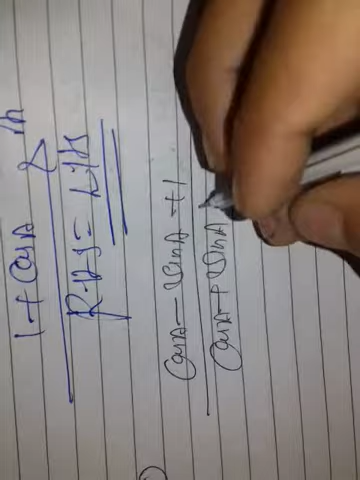 1 + CosA
R.H.S = L.H.S
CosA - SinA + 1
CosA + SinA